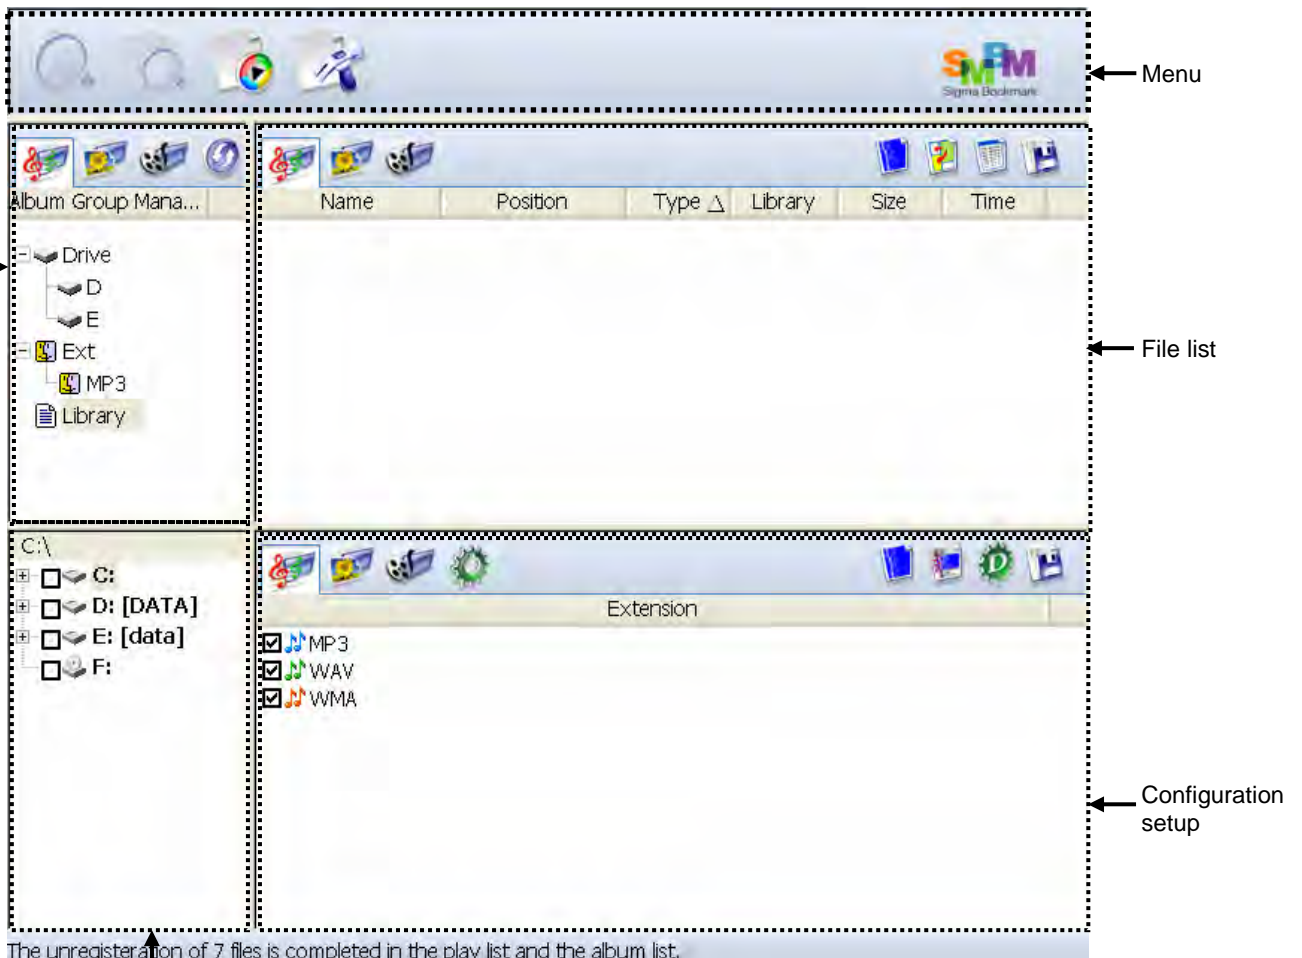 SMBM
Sigma Bookmark
Menu
Album Group Mana...
Name Position Type Library Size Time
Drive
D
E
Ext
MP3
Library
File list
C:\
C:
D: [DATA]
E: [data]
F:
Extension
MP3
WAV
WMA
Configuration
setup
The unregisteration of 7 files is completed in the play list and the album list.